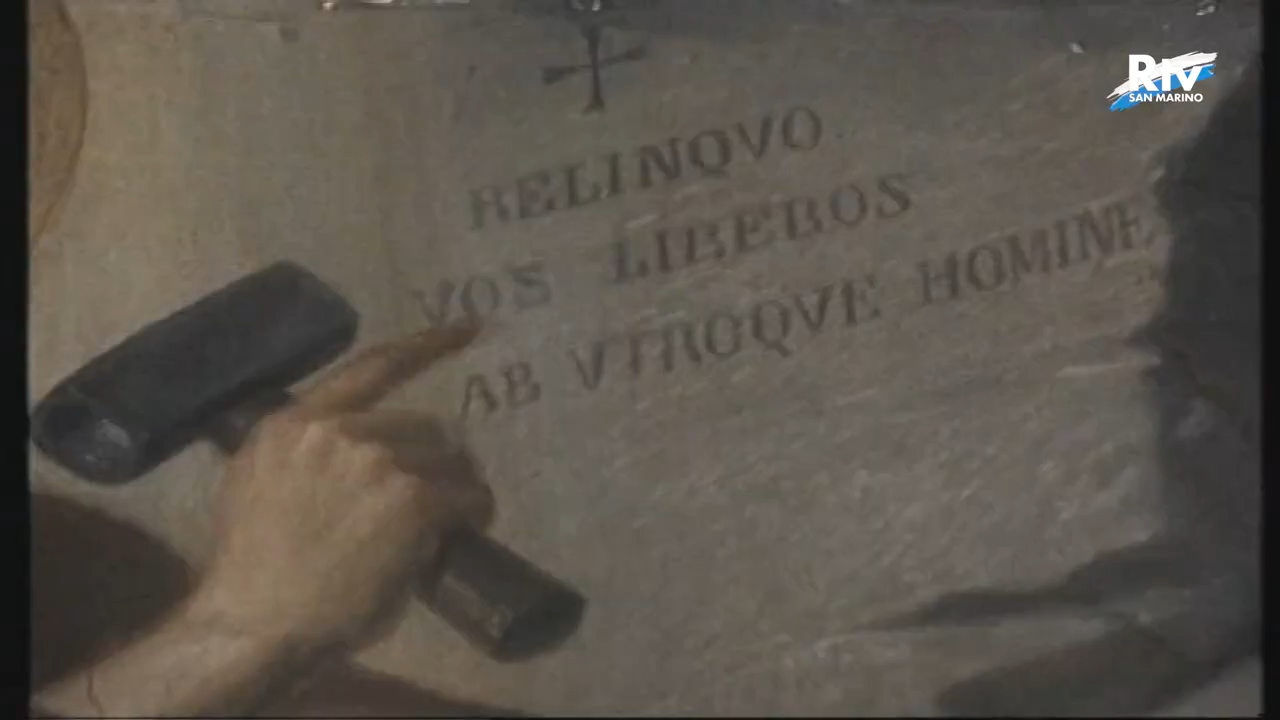 RTV
SAN MARINO
RELINQVO
VOS LIBEROS
AB VTROQVE HOMINE